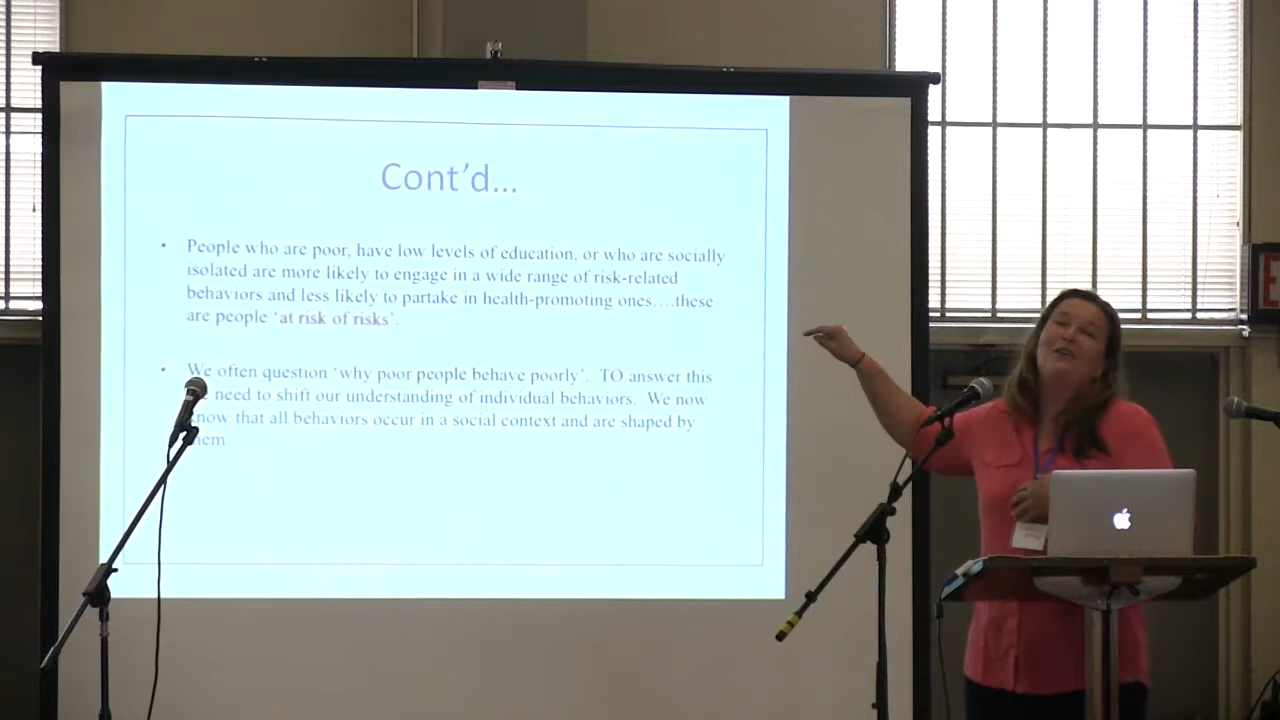 Cont'd...
• People who are poor, have low levels of education, or who are socially
isolated are more likely to engage in a wide range of risk-related
behaviors and less likely to partake in health-promoting ones....these
are people 'at risk of risks'.
• We often question 'why poor people behave poorly'. TO answer this
need to shift our understanding of individual behaviors. We now
know that all behaviors occur in a social context and are shaped by
them.
E